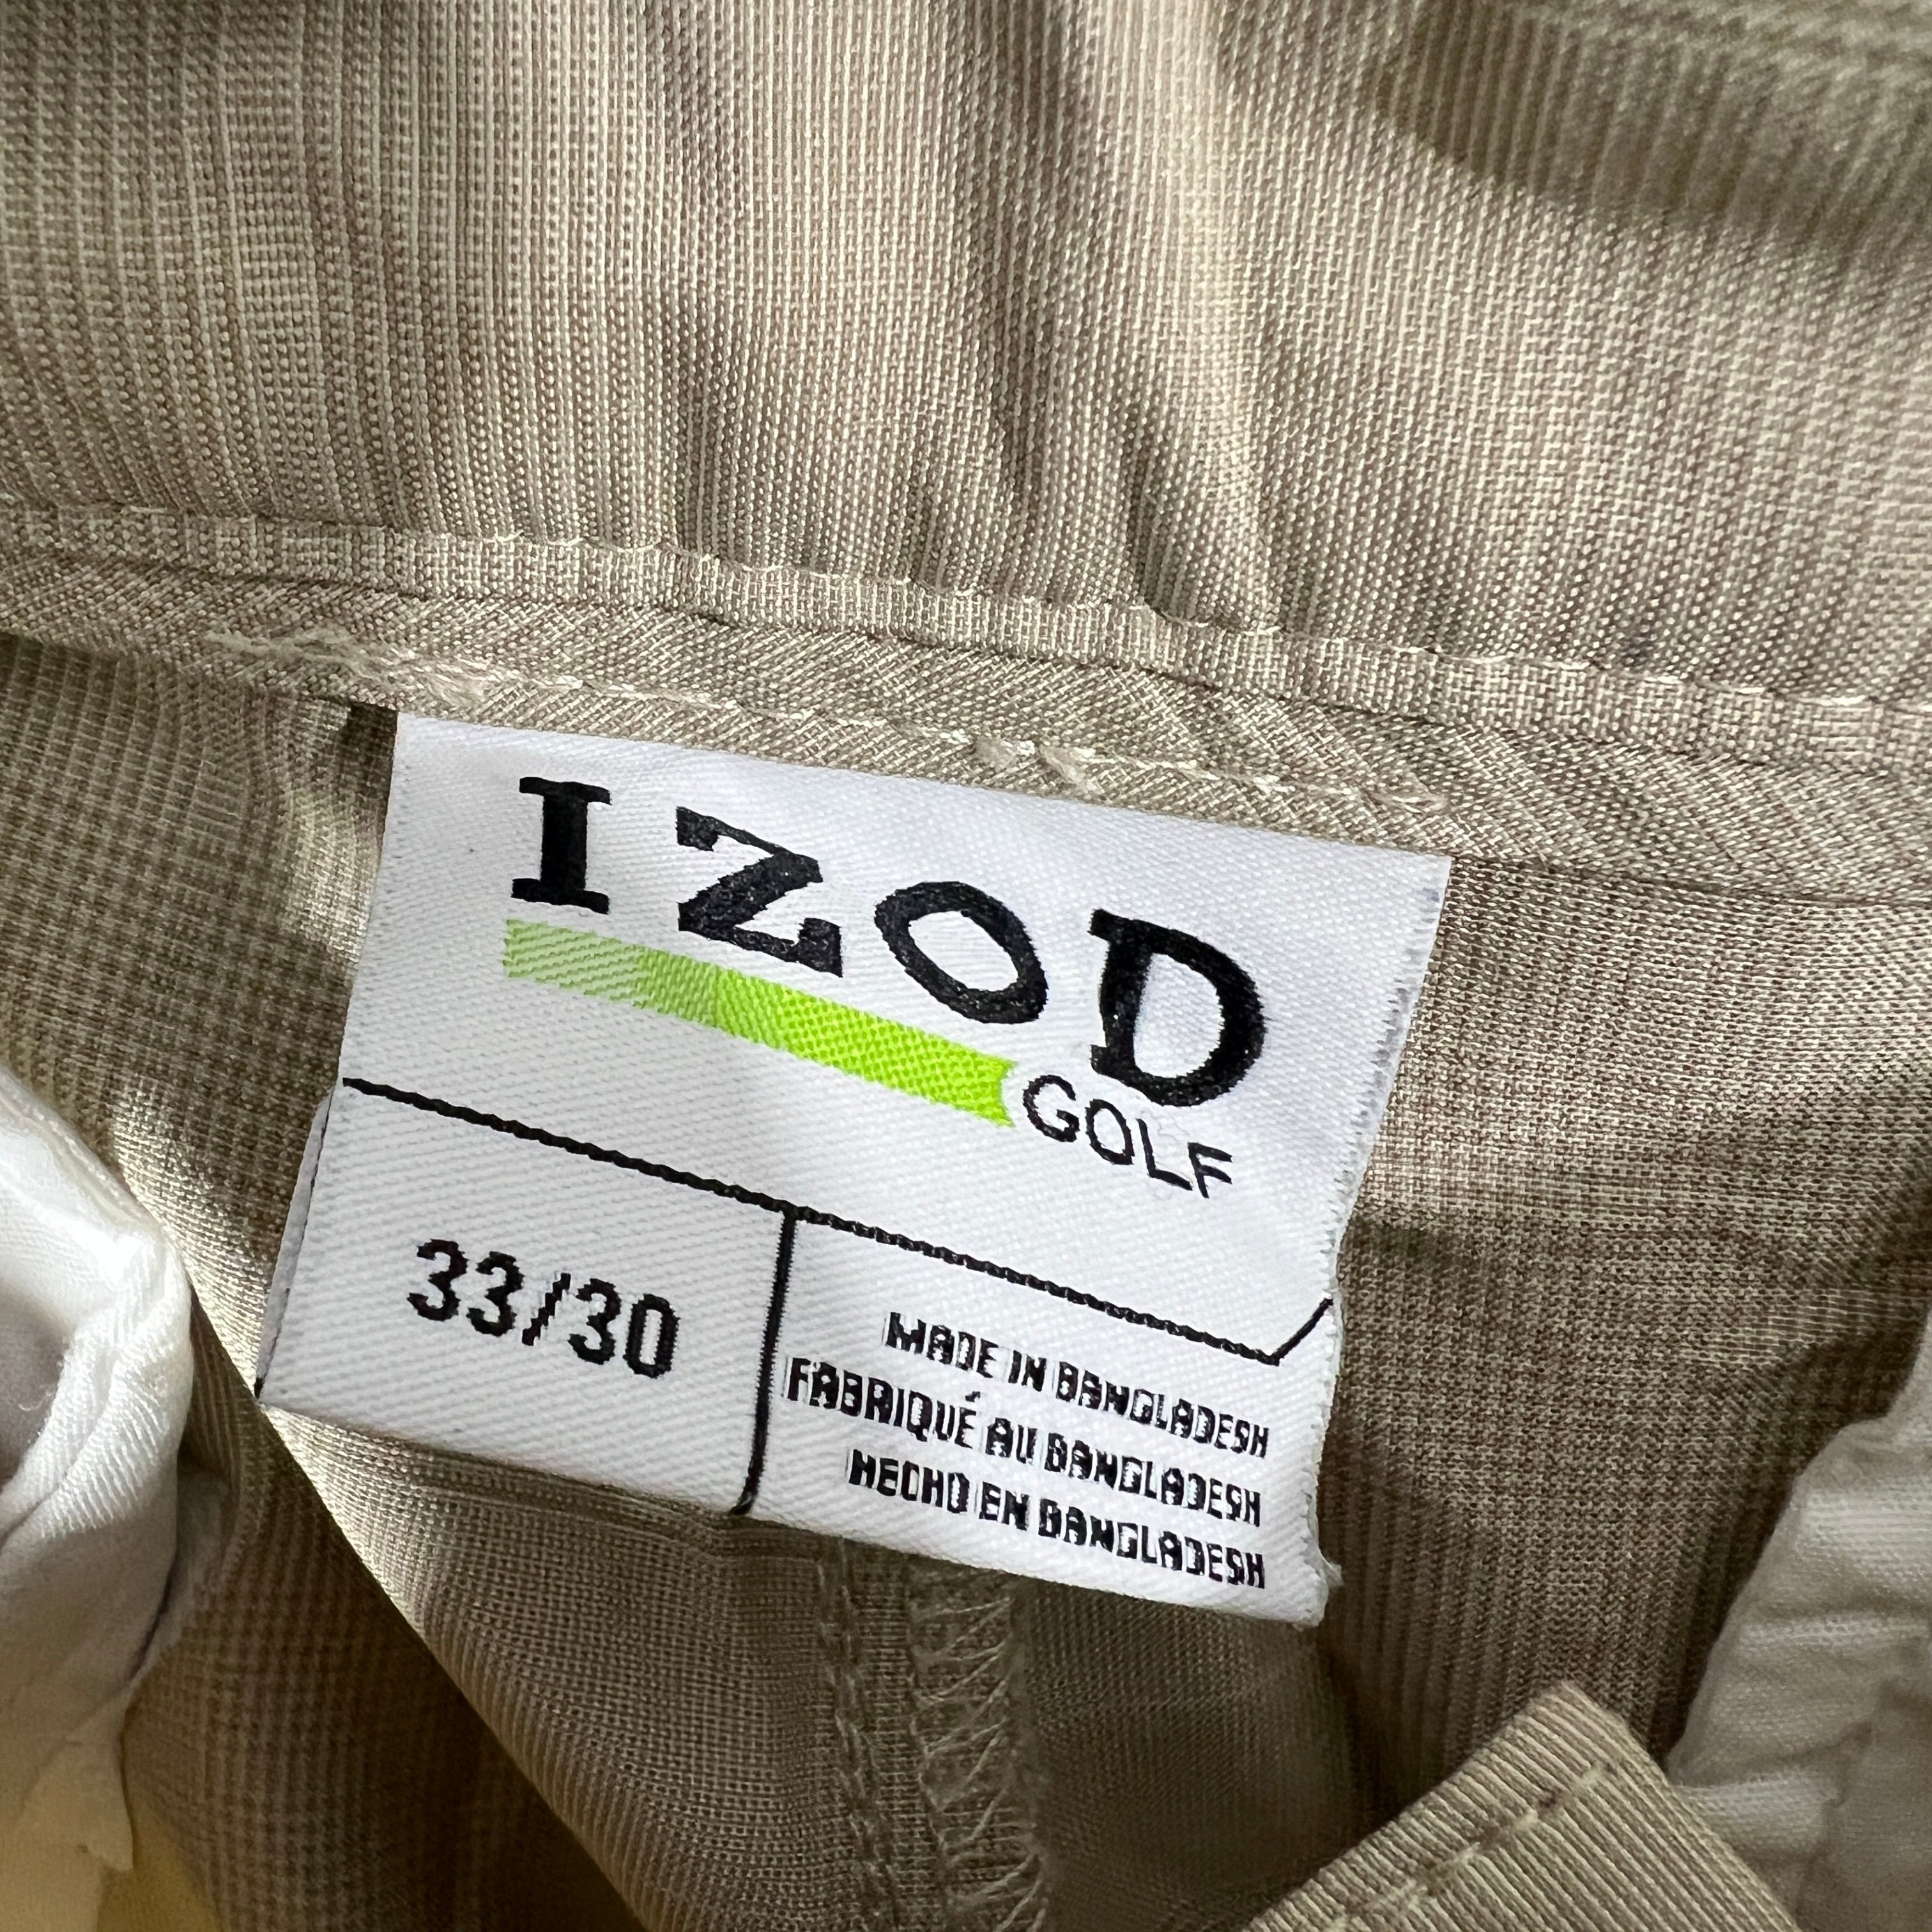 IZOD
GOLF
33/30
MADE IN BANGLADESH
FABRIQUÉ AU BANGLADESH
HECHO EN BANGLADESH